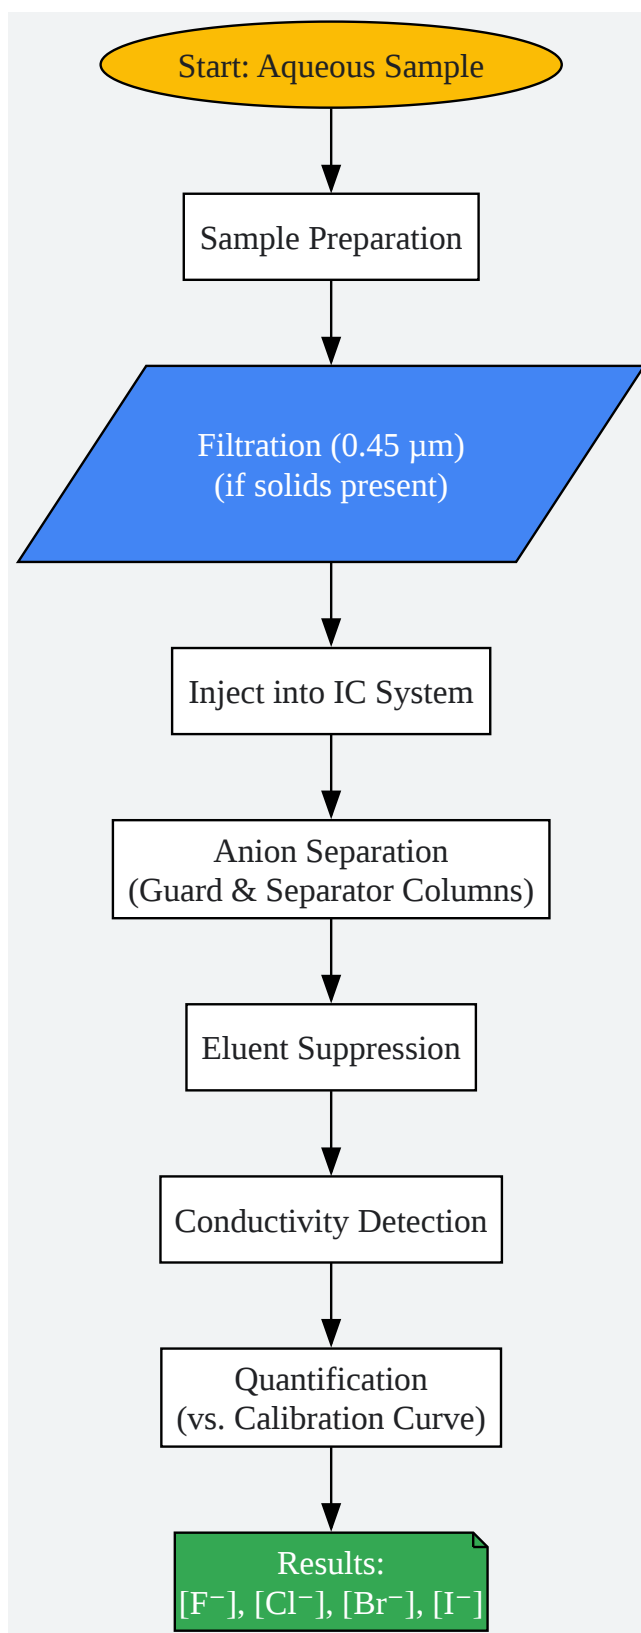 Start: Aqueous Sample
Sample Preparation
Filtration (0.45 µm)
(if solids present)
Inject into IC System
Anion Separation
(Guard & Separator Columns)
Eluent Suppression
Conductivity Detection
Quantification
(vs. Calibration Curve)
Results:
[F⁻], [Cl⁻], [Br⁻], [I⁻]